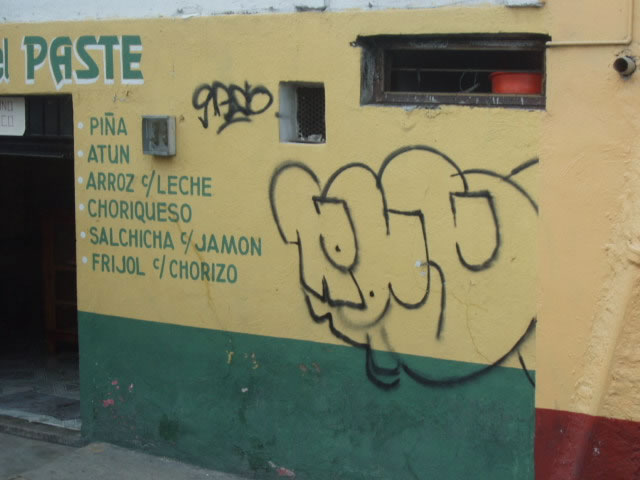 el PASTE
PIÑA
ATUN
ARROZ C/LECHE
CHORIQUESO
SALCHICHA C/JAMON
FRIJOL C/CHORIZO